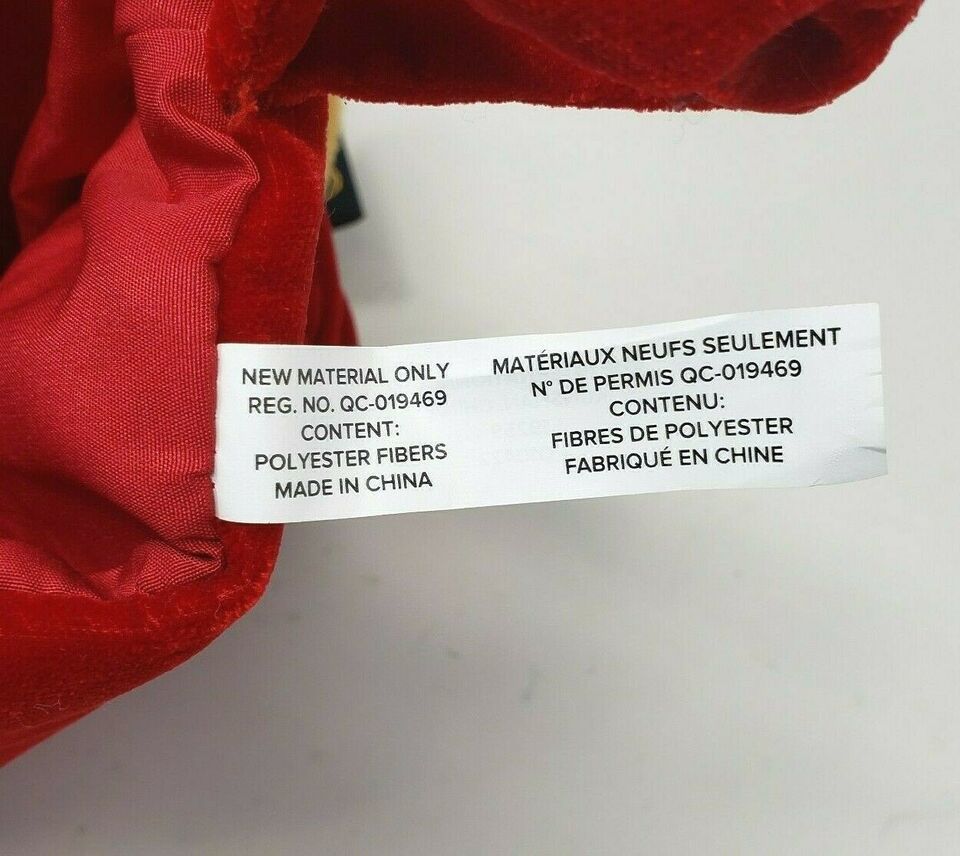 NEW MATERIAL ONLY
REG. NO. QC-019469
CONTENT:
POLYESTER FIBERS
MADE IN CHINA
MATÉRIAUX NEUFS SEULEMENT
N° DE PERMIS QC-019469
CONTENU:
FIBRES DE POLYESTER
FABRIQUÉ EN CHINE